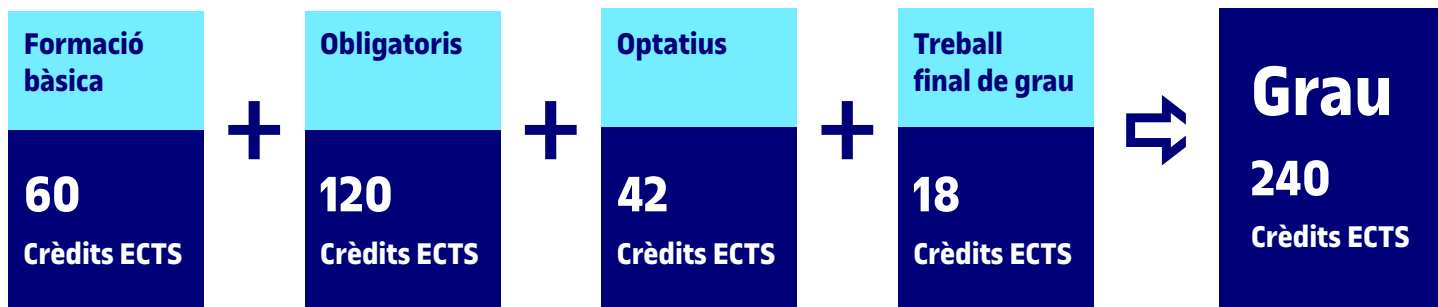 Formació
bàsica
60
Crèdits ECTS
+
Obligatoris
120
Crèdits ECTS
+
Optatius
42
Crèdits ECTS
+
Treball
final de grau
18
Crèdits ECTS
Grau
240
Crèdits ECTS